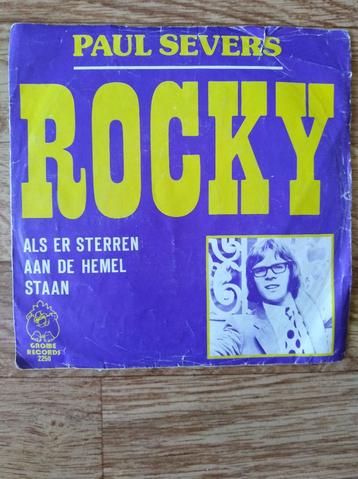 PAUL SEVERS
ROCKY
ALS ER STERREN
AAN DE HEMEL
STAAN
GNOME
RECORDS
2256